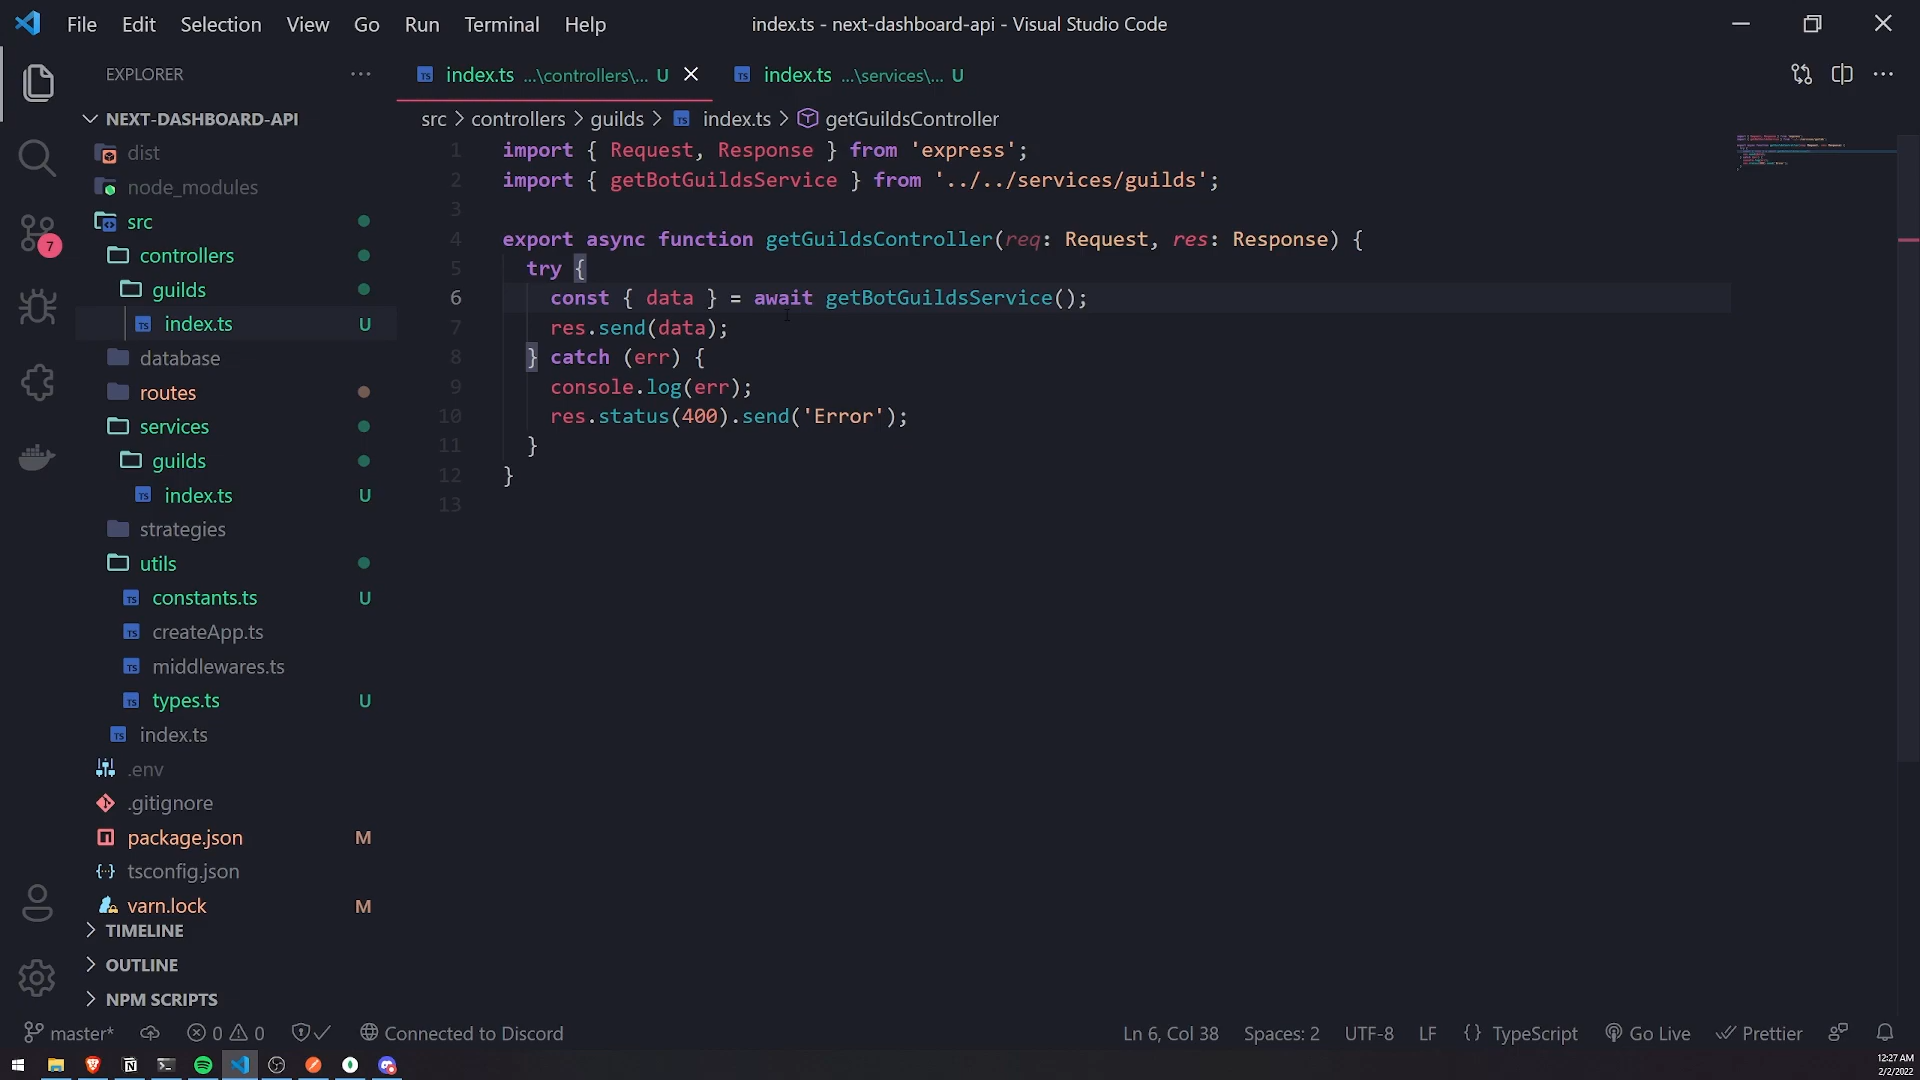 File Edit Selection View Go Run Terminal Help
index.ts - next-dashboard-api - Visual Studio Code
EXPLORER
index.ts ...\controllers\... U
index.ts ...\services\... U
NEXT-DASHBOARD-API
src > controllers > guilds > index.ts > getGuildsController
dist
node_modules
src
controllers
guilds
index.ts U
database
routes
services
guilds
index.ts U
strategies
utils
constants.ts U
createApp.ts
middlewares.ts
types.ts U
index.ts
.env
.gitignore
package.json M
tsconfig.json
yarn.lock M
TIMELINE
OUTLINE
NPM SCRIPTS
7
1 import { Request, Response } from 'express';
2 import { getBotGuildsService } from '../../services/guilds';
3
4 export async function getGuildsController(req: Request, res: Response) {
5 try {
6 const { data } = await getBotGuildsService();
7 res.send(data);
8 } catch (err) {
9 console.log(err);
10 res.status(400).send('Error');
11 }
12 }
13
master* 0 0 Connected to Discord
Ln 6, Col 38 Spaces: 2 UTF-8 LF {} TypeScript Go Live Prettier
12:27 AM
2/2/2022